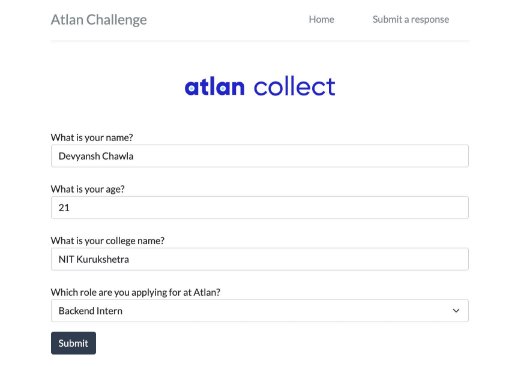 Atlan Challenge Home Submit a response
atlan collect
What is your name?
Devyansh Chawla
What is your age?
21
What is your college name?
NIT Kurukshetra
Which role are you applying for at Atlan?
Backend Intern
Submit